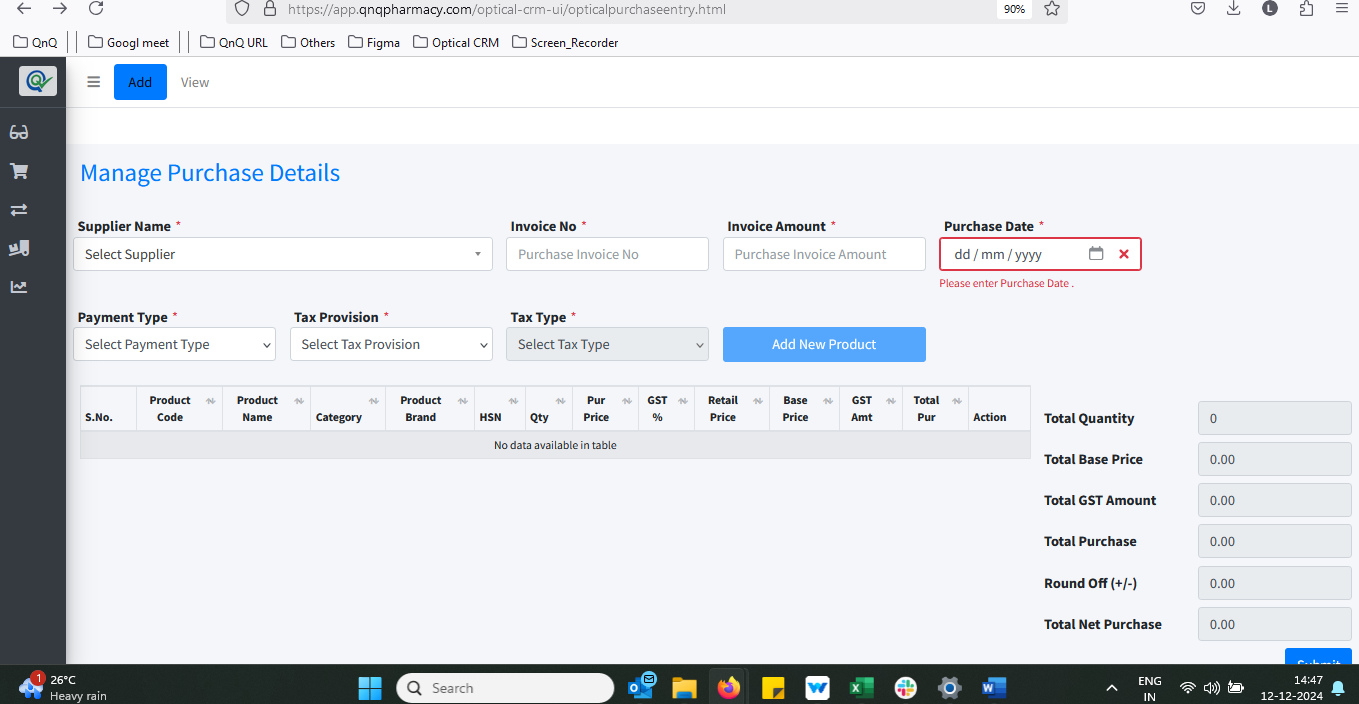 https://app.qnqpharmacy.com/optical-crm-ui/opticalpurchaseentry.html
90%
L
QnQ
Googl meet
QnQ URL
Others
Figma
Optical CRM
Screen_Recorder
Add
View
Manage Purchase Details
Supplier Name *
Invoice No *
Invoice Amount *
Purchase Date *
Select Supplier
Purchase Invoice No
Purchase Invoice Amount
dd / mm / yyyy
Please enter Purchase Date .
Payment Type *
Tax Provision *
Tax Type *
Select Payment Type
Select Tax Provision
Select Tax Type
Add New Product
S.No.
Product Code
Product Name
Category
Product Brand
HSN
Qty
Pur Price
GST %
Retail Price
Base Price
GST Amt
Total Pur
Action
No data available in table
Total Quantity
0
Total Base Price
0.00
Total GST Amount
0.00
Total Purchase
0.00
Round Off (+/-)
0.00
Total Net Purchase
0.00
Submit
1
26°C
Heavy rain
Search
ENG
IN
14:47
12-12-2024